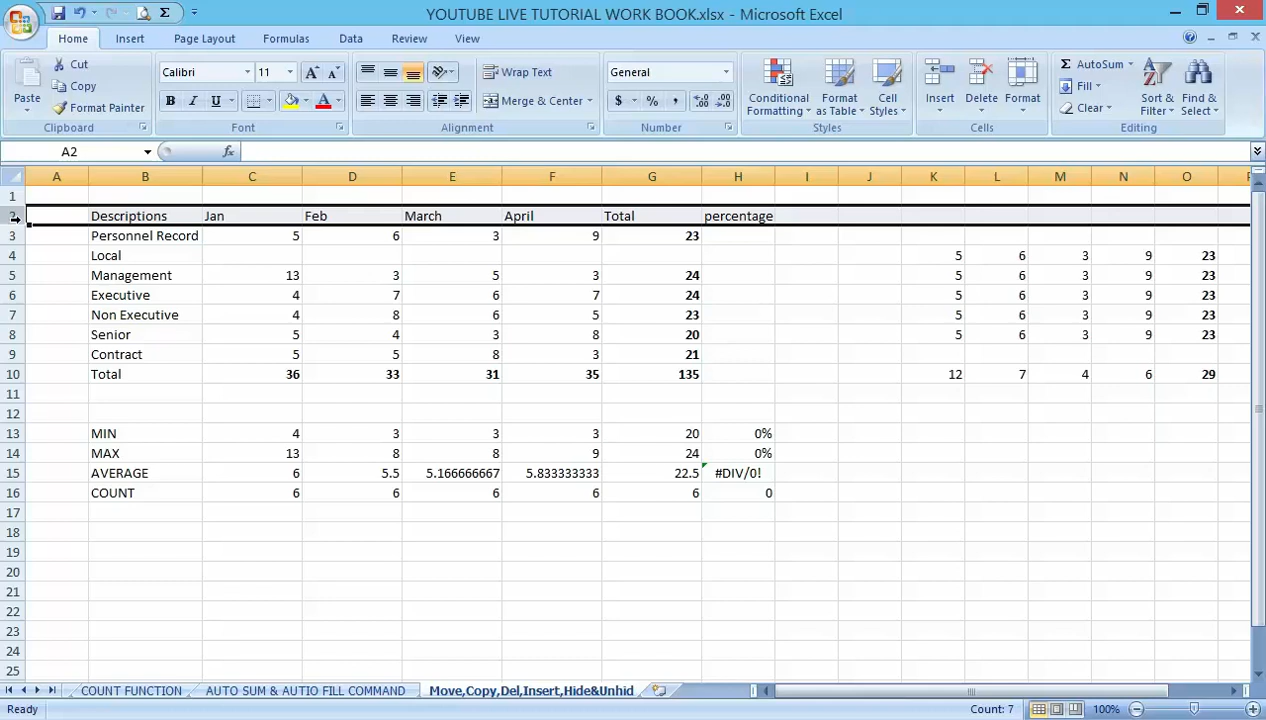 YOUTUBE LIVE TUTORIAL WORK BOOK.xlsx - Microsoft Excel
Home Insert Page Layout Formulas Data Review View
Paste Cut Copy Format Painter Clipboard
Calibri 11 B I U A Font
Wrap Text Merge & Center Alignment
General $ % , Number
Conditional Formatting Format as Table Cell Styles Styles
Insert Delete Format Cells
Σ AutoSum Fill Clear Sort & Filter Find & Select Editing
A2 fx
A B C D E F G H I J K L M N O
1
2 Descriptions Jan Feb March April Total percentage
3 Personnel Record 5 6 3 9 23
4 Local 5 6 3 9 23
5 Management 13 3 5 3 24 5 6 3 9 23
6 Executive 4 7 6 7 24 5 6 3 9 23
7 Non Executive 4 8 6 5 23 5 6 3 9 23
8 Senior 5 4 3 8 20 5 6 3 9 23
9 Contract 5 5 8 3 21
10 Total 36 33 31 35 135 12 7 4 6 29
11
12
13 MIN 4 3 3 3 20 0%
14 MAX 13 8 8 9 24 0%
15 AVERAGE 6 5.5 5.166666667 5.833333333 22.5 #DIV/0!
16 COUNT 6 6 6 6 6 0
17
18
19
20
21
22
23
24
25
COUNT FUNCTION AUTO SUM & AUTIO FILL COMMAND Move,Copy,Del,Insert,Hide&Unhid
Ready Count: 7 100%